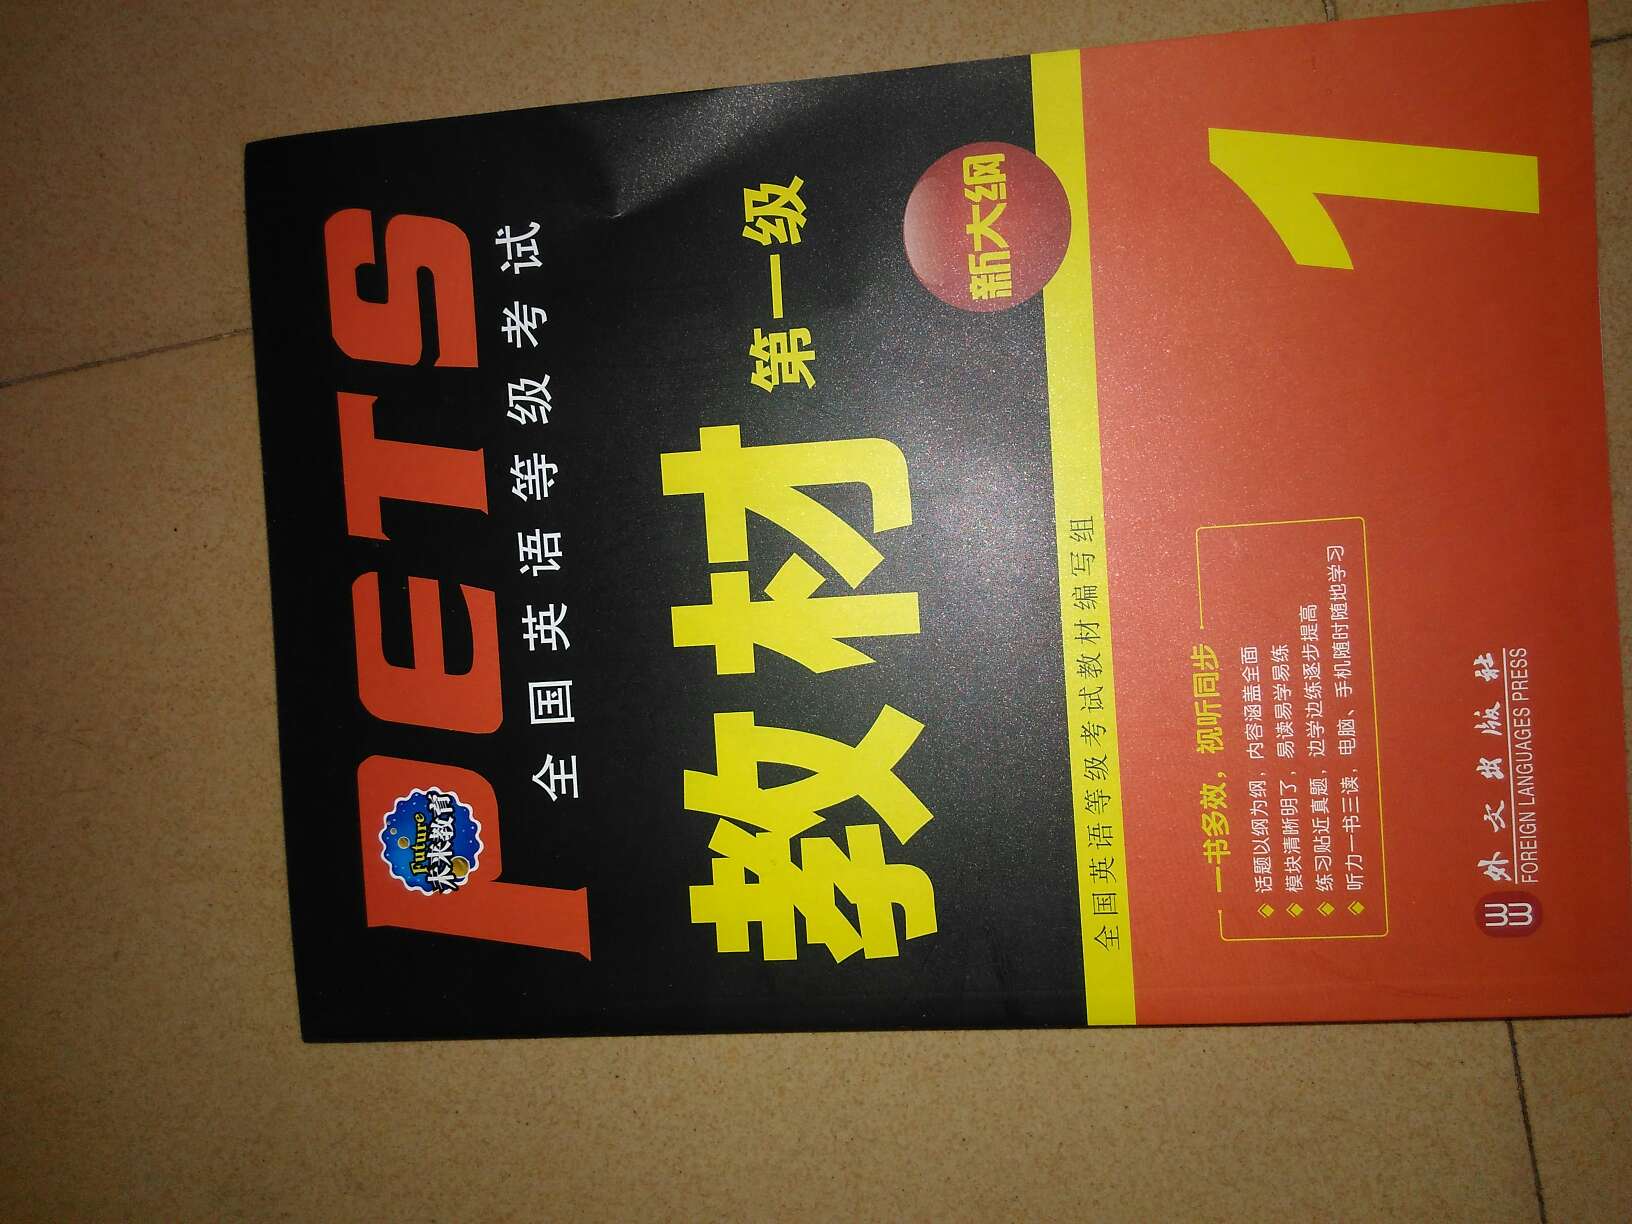 PETS
Future
未来教育
全国英语等级考试
教材 第一级
新大纲
全国英语等级考试教材编写组
一书多效，视听同步
话题以纲为纲，内容涵盖全面
模块清晰明了，易读易学易练
练习贴近真题，边学边练逐步提高
听力一书三读，电脑、手机随时随地学习
1
外文出版社
FOREIGN LANGUAGES PRESS